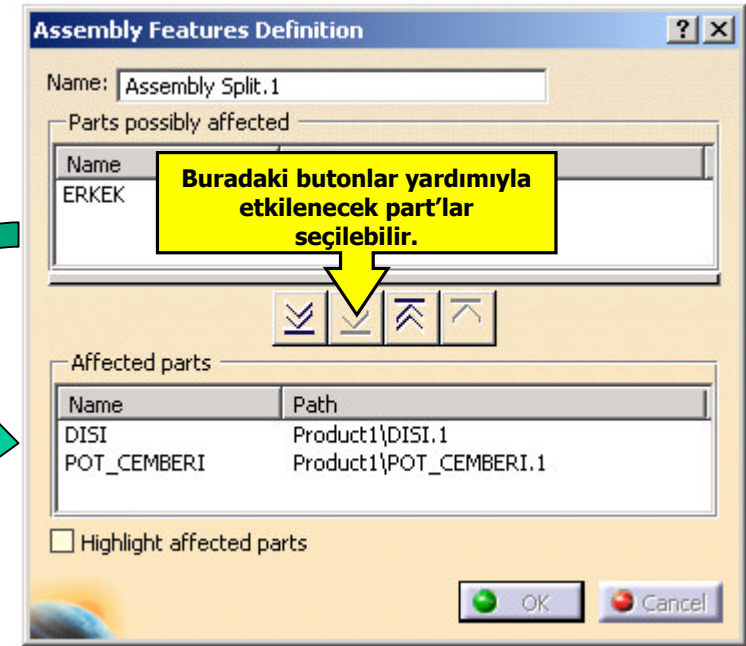 Assembly Features Definition
Name: Assembly Split.1
Parts possibly affected
Name
ERKEK
Buradaki butonlar yardımıyla
etkilenecek part’lar
seçilebilir.
Affected parts
Name Path
DISI Product1\DISI.1
POT_CEMBERI Product1\POT_CEMBERI.1
Highlight affected parts
OK Cancel